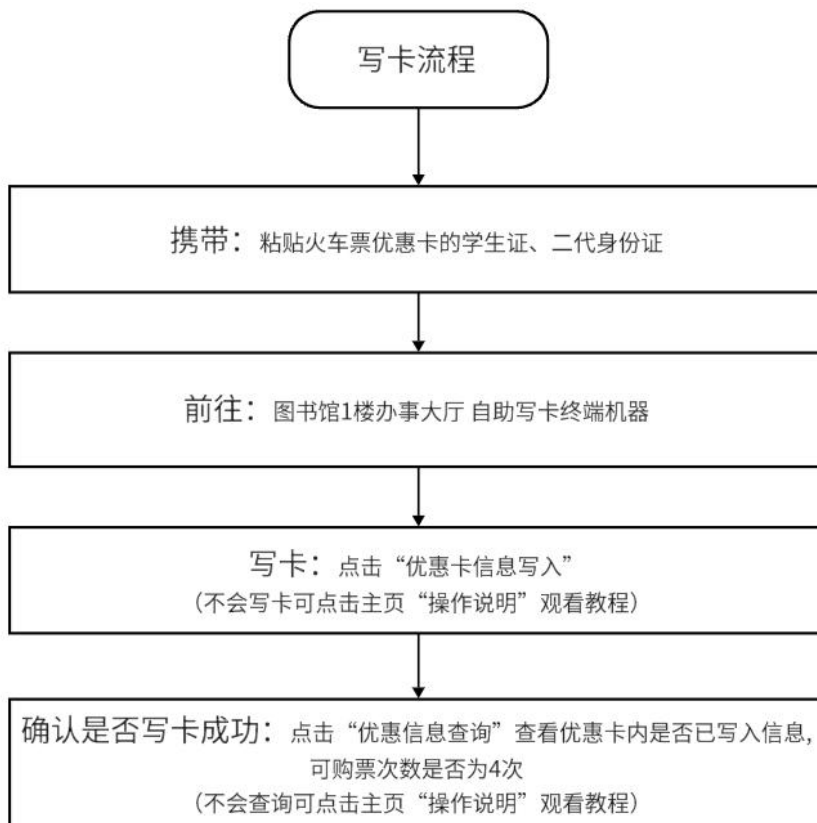 写卡流程
携带：粘贴火车票优惠卡的学生证、二代身份证
前往：图书馆1楼办事大厅 自助写卡终端机器
写卡：点击“优惠卡信息写入”
（不会写卡可点击主页“操作说明”观看教程）
确认是否写卡成功：点击“优惠信息查询”查看优惠卡内是否已写入信息，
可购票次数是否为4次
（不会查询可点击主页“操作说明”观看教程）